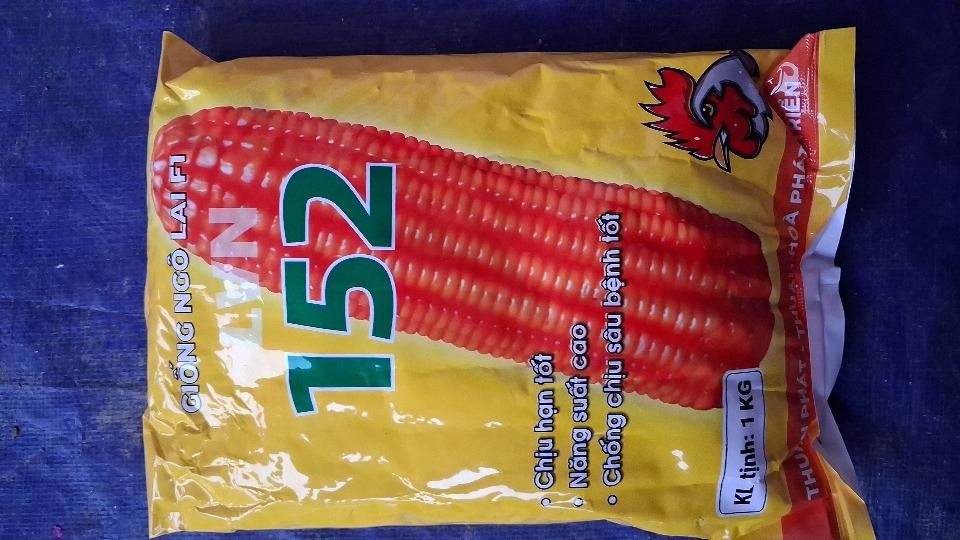 GIỐNG NGÔ LAI F1
LVN
152
• Chịu hạn tốt
• Năng suất cao
• Chống chịu sâu bệnh tốt
KL tịnh: 1 KG
THUẬN PHÁT - THUẬN HOÀ PHÁT TRIỂN